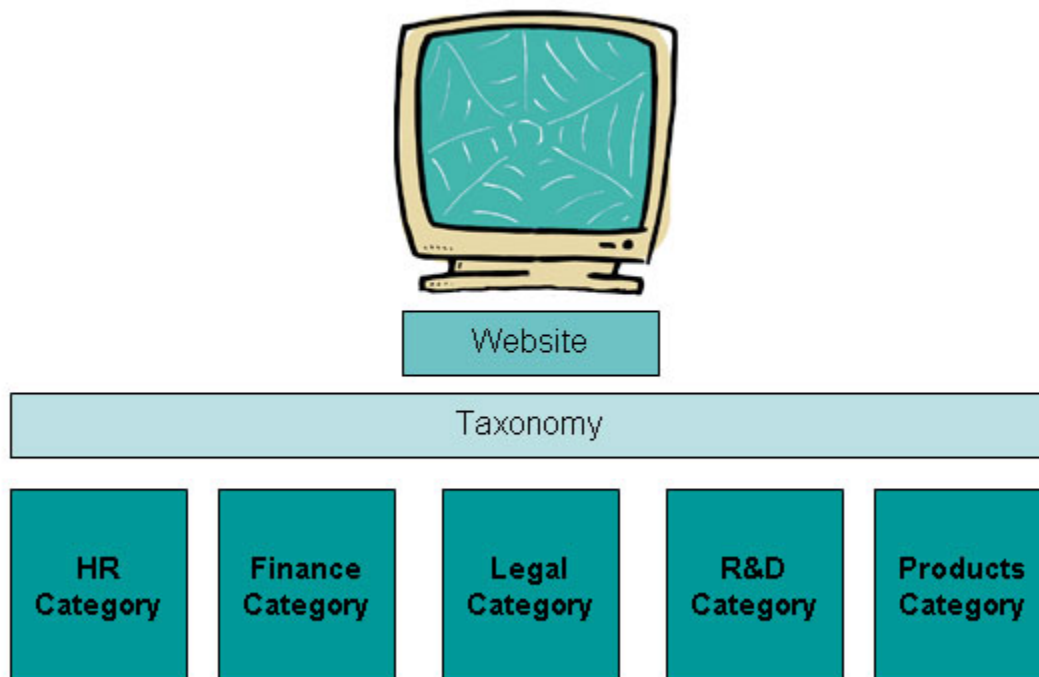 Website
Taxonomy
HR
Category
Finance
Category
Legal
Category
R&D
Category
Products
Category